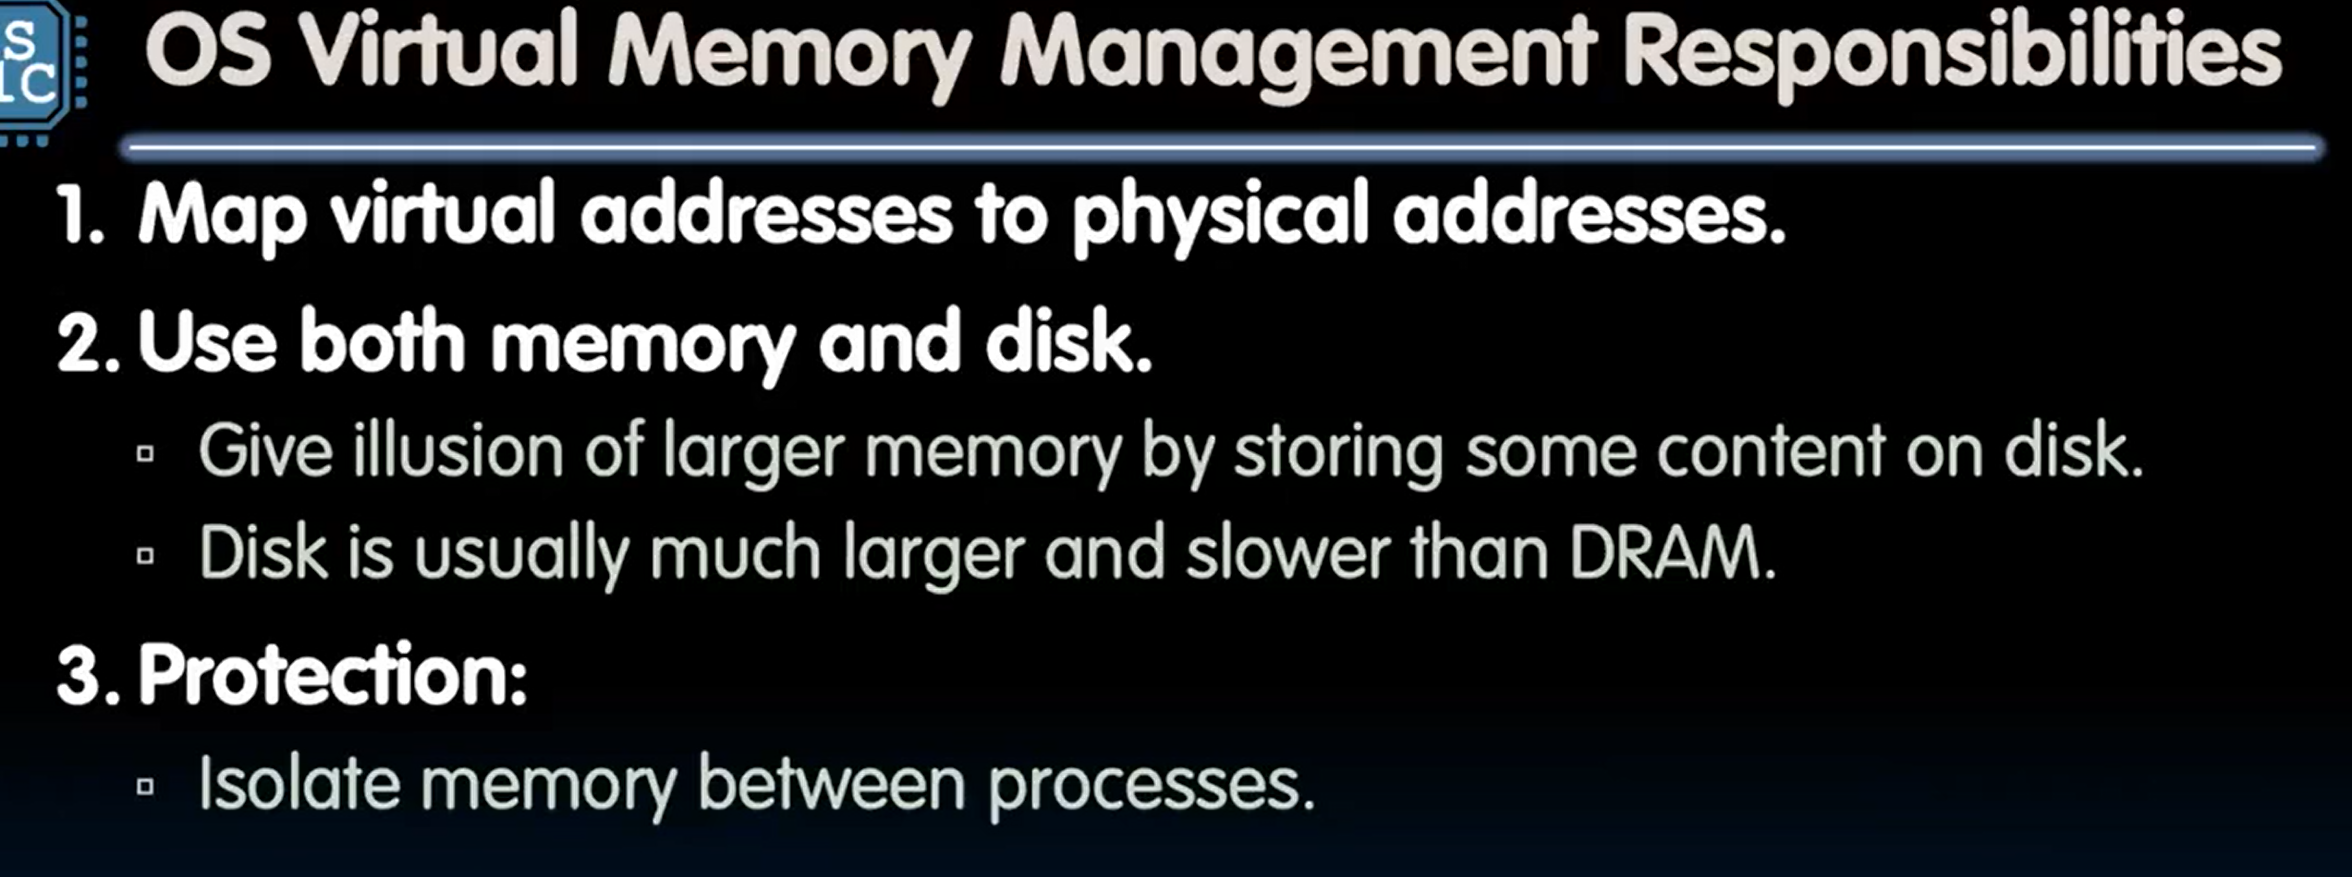 S
IC
OS Virtual Memory Management Responsibilities
1. Map virtual addresses to physical addresses.
2. Use both memory and disk.
▫ Give illusion of larger memory by storing some content on disk.
▫ Disk is usually much larger and slower than DRAM.
3. Protection:
▫ Isolate memory between processes.